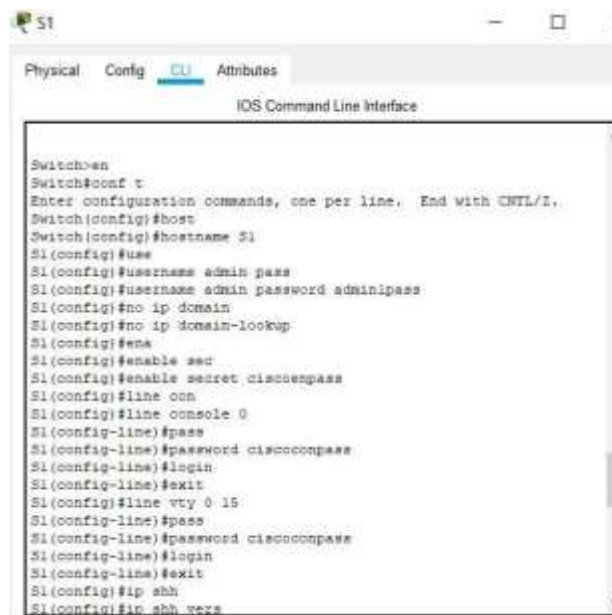 S1
Physical Config CLI Attributes
IOS Command Line Interface
Switch>en
Switch#conf t
Enter configuration commands, one per line. End with CNTL/Z.
Switch(config)#host
Switch(config)#hostname S1
S1(config)#use
S1(config)#username admin pass
S1(config)#username admin password admin1pass
S1(config)#no ip domain
S1(config)#no ip domain-lookup
S1(config)#ena
S1(config)#enable sec
S1(config)#enable secret ciscoenpass
S1(config)#line con
S1(config)#line console 0
S1(config-line)#pass
S1(config-line)#password ciscoconpass
S1(config-line)#login
S1(config-line)#exit
S1(config)#line vty 0 15
S1(config-line)#pass
S1(config-line)#password ciscoconpass
S1(config-line)#login
S1(config-line)#exit
S1(config)#ip shh
S1(config)#ip shh vers